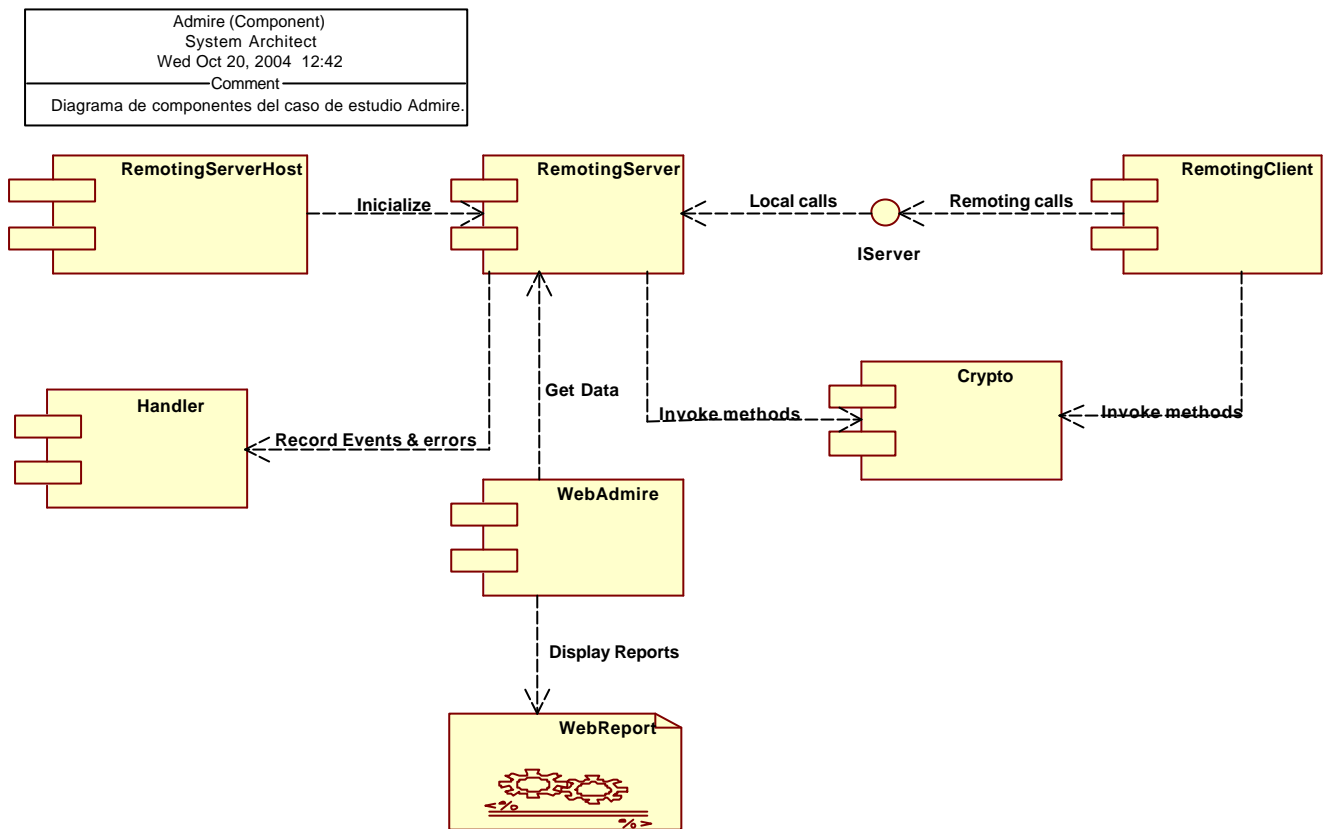 Admire (Component)
System Architect
Wed Oct 20, 2004 12:42
Comment
Diagrama de componentes del caso de estudio Admire.
RemotingServerHost
RemotingServer
RemotingClient
Inicialize
Local calls
Remoting calls
IServer
Handler
Get Data
Crypto
Record Events & errors
Invoke methods
Invoke methods
WebAdmire
Display Reports
WebReport
<%
%>